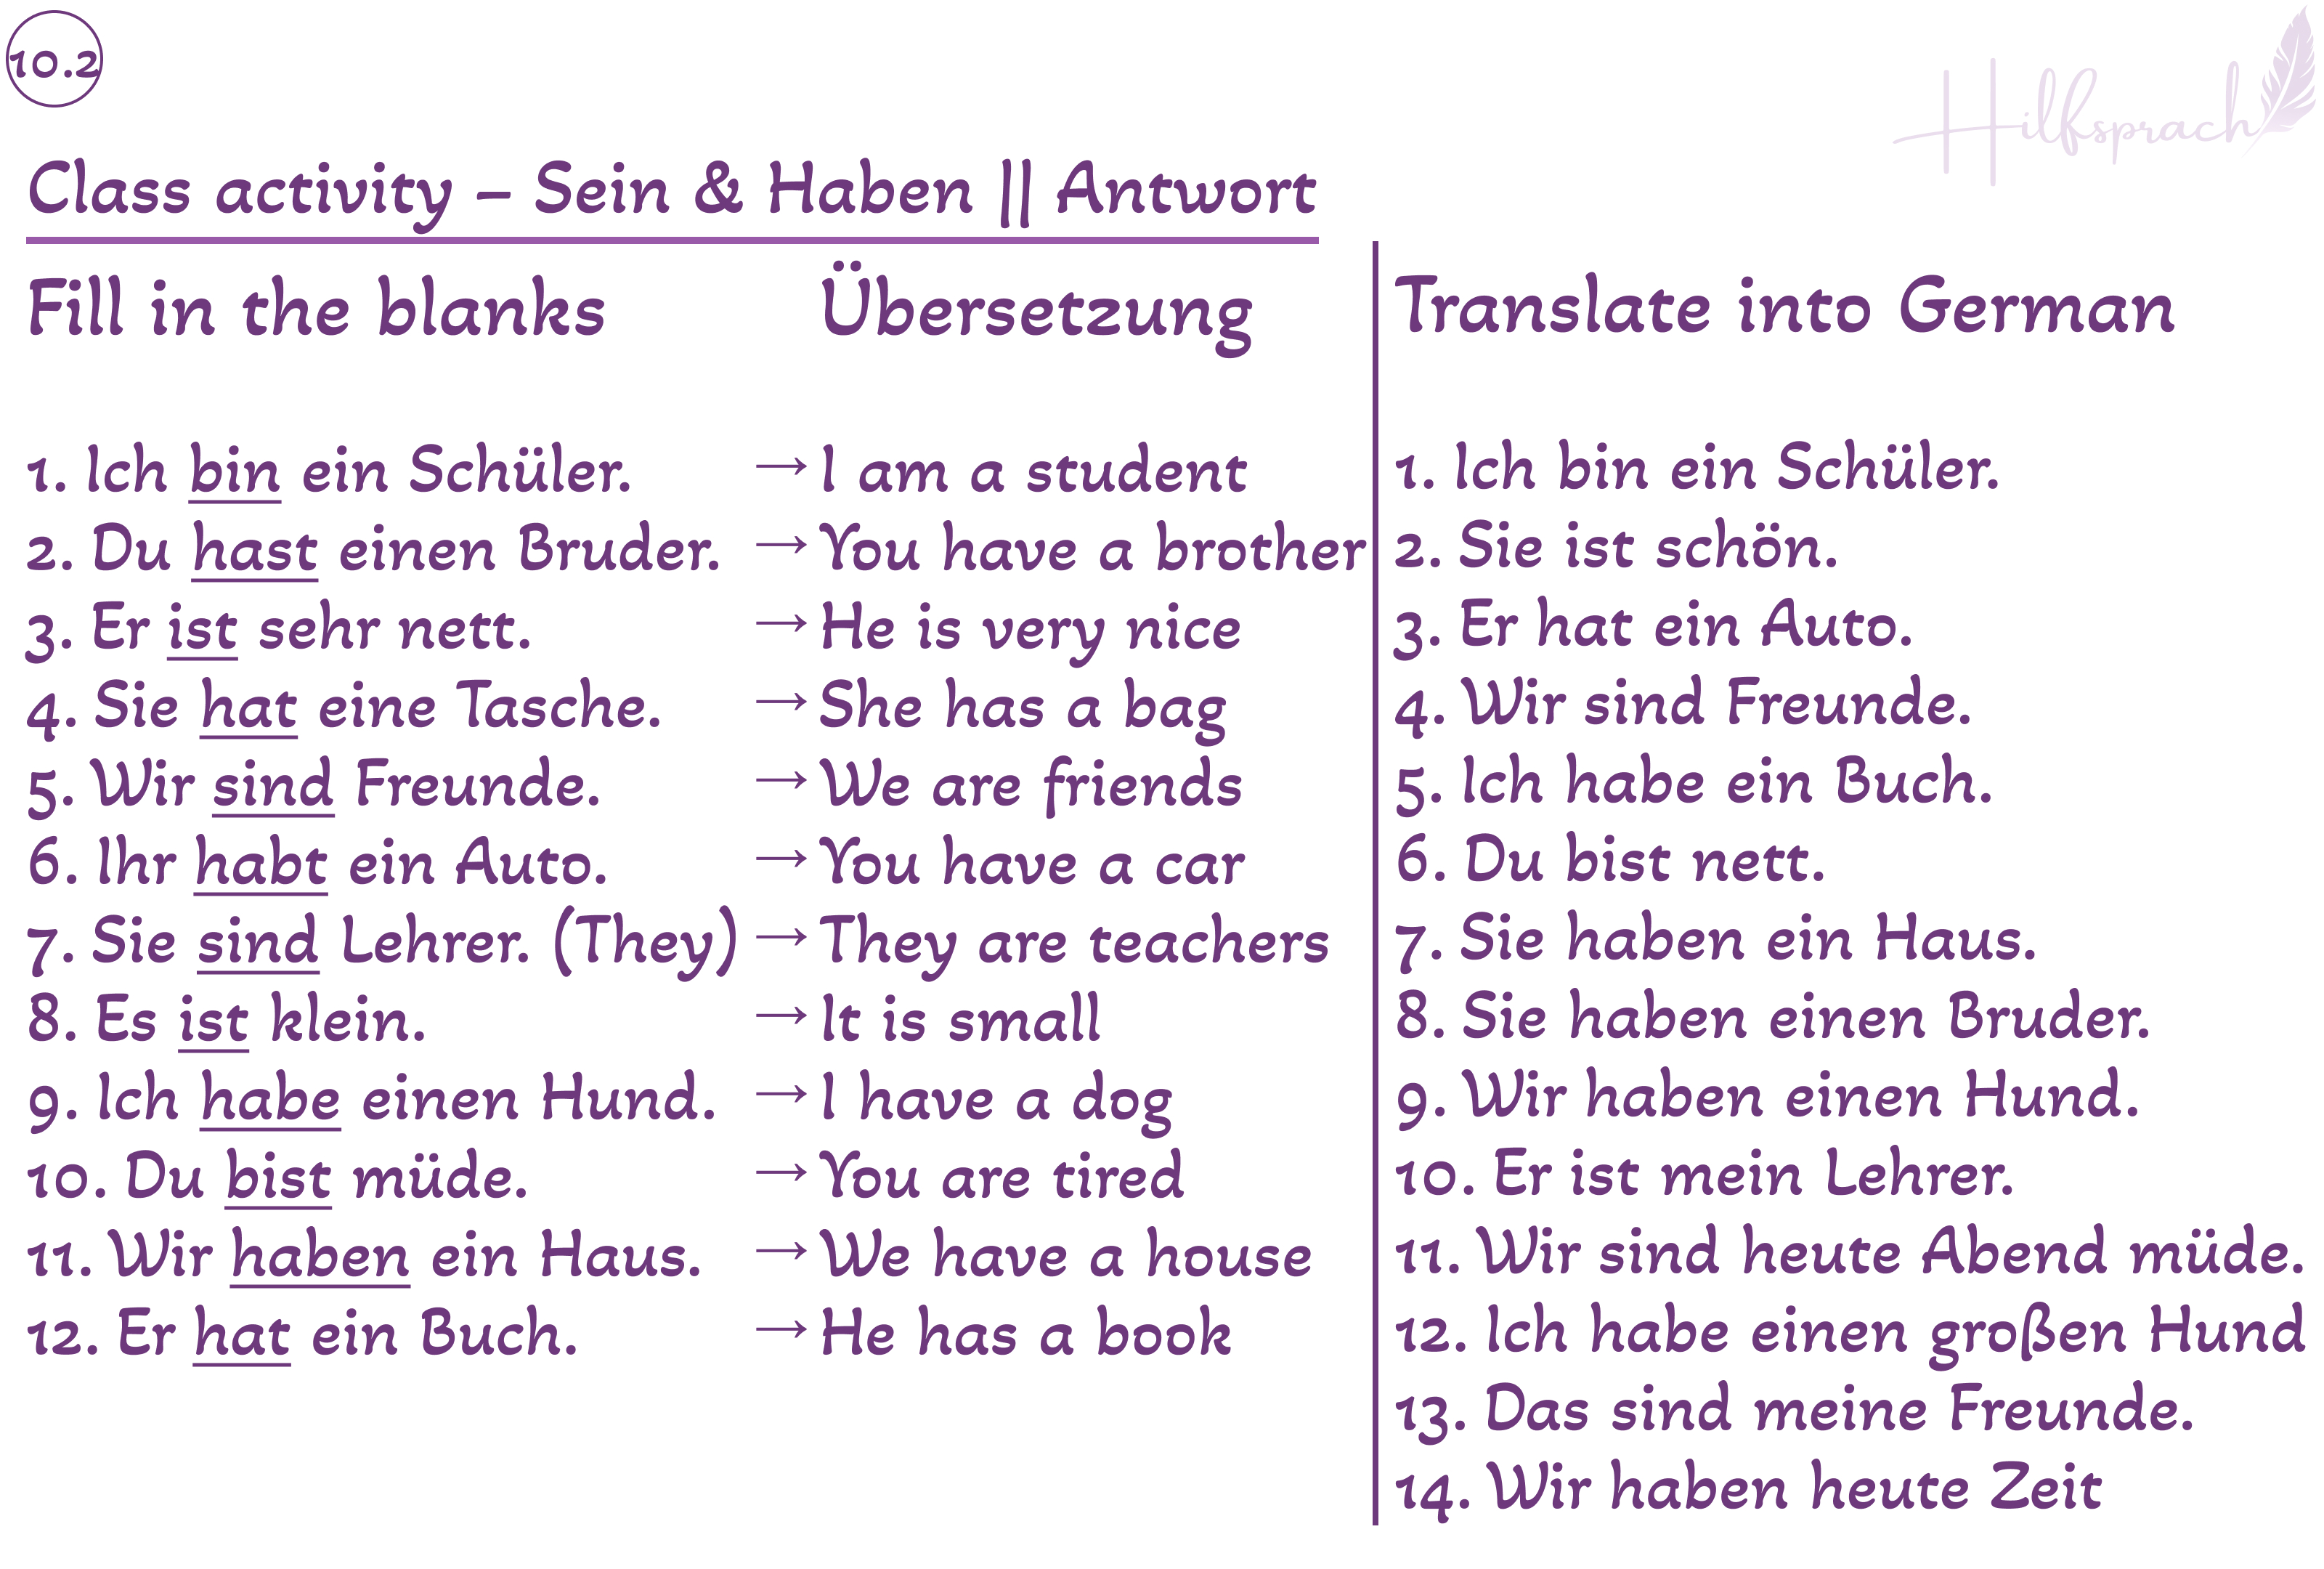 10.2
Hilfsprach
Class activity – Sein & Haben || Antwort
Fill in the blanks
Übersetzung
1. Ich bin ein Schüler. → I am a student
2. Du hast einen Bruder. → You have a brother
3. Er ist sehr nett. → He is very nice
4. Sie hat eine Tasche. → She has a bag
5. Wir sind Freunde. → We are friends
6. Ihr habt ein Auto. → You have a car
7. Sie sind Lehrer. (They) → They are teachers
8. Es ist klein. → It is small
9. Ich habe einen Hund. → I have a dog
10. Du bist müde. → You are tired
11. Wir haben ein Haus. → We have a house
12. Er hat ein Buch. → He has a book
Translate into German
1. Ich bin ein Schüler.
2. Sie ist schön.
3. Er hat ein Auto.
4. Wir sind Freunde.
5. Ich habe ein Buch.
6. Du bist nett.
7. Sie haben ein Haus.
8. Sie haben einen Bruder.
9. Wir haben einen Hund.
10. Er ist mein Lehrer.
11. Wir sind heute Abend müde.
12. Ich habe einen großen Hund
13. Das sind meine Freunde.
14. Wir haben heute Zeit